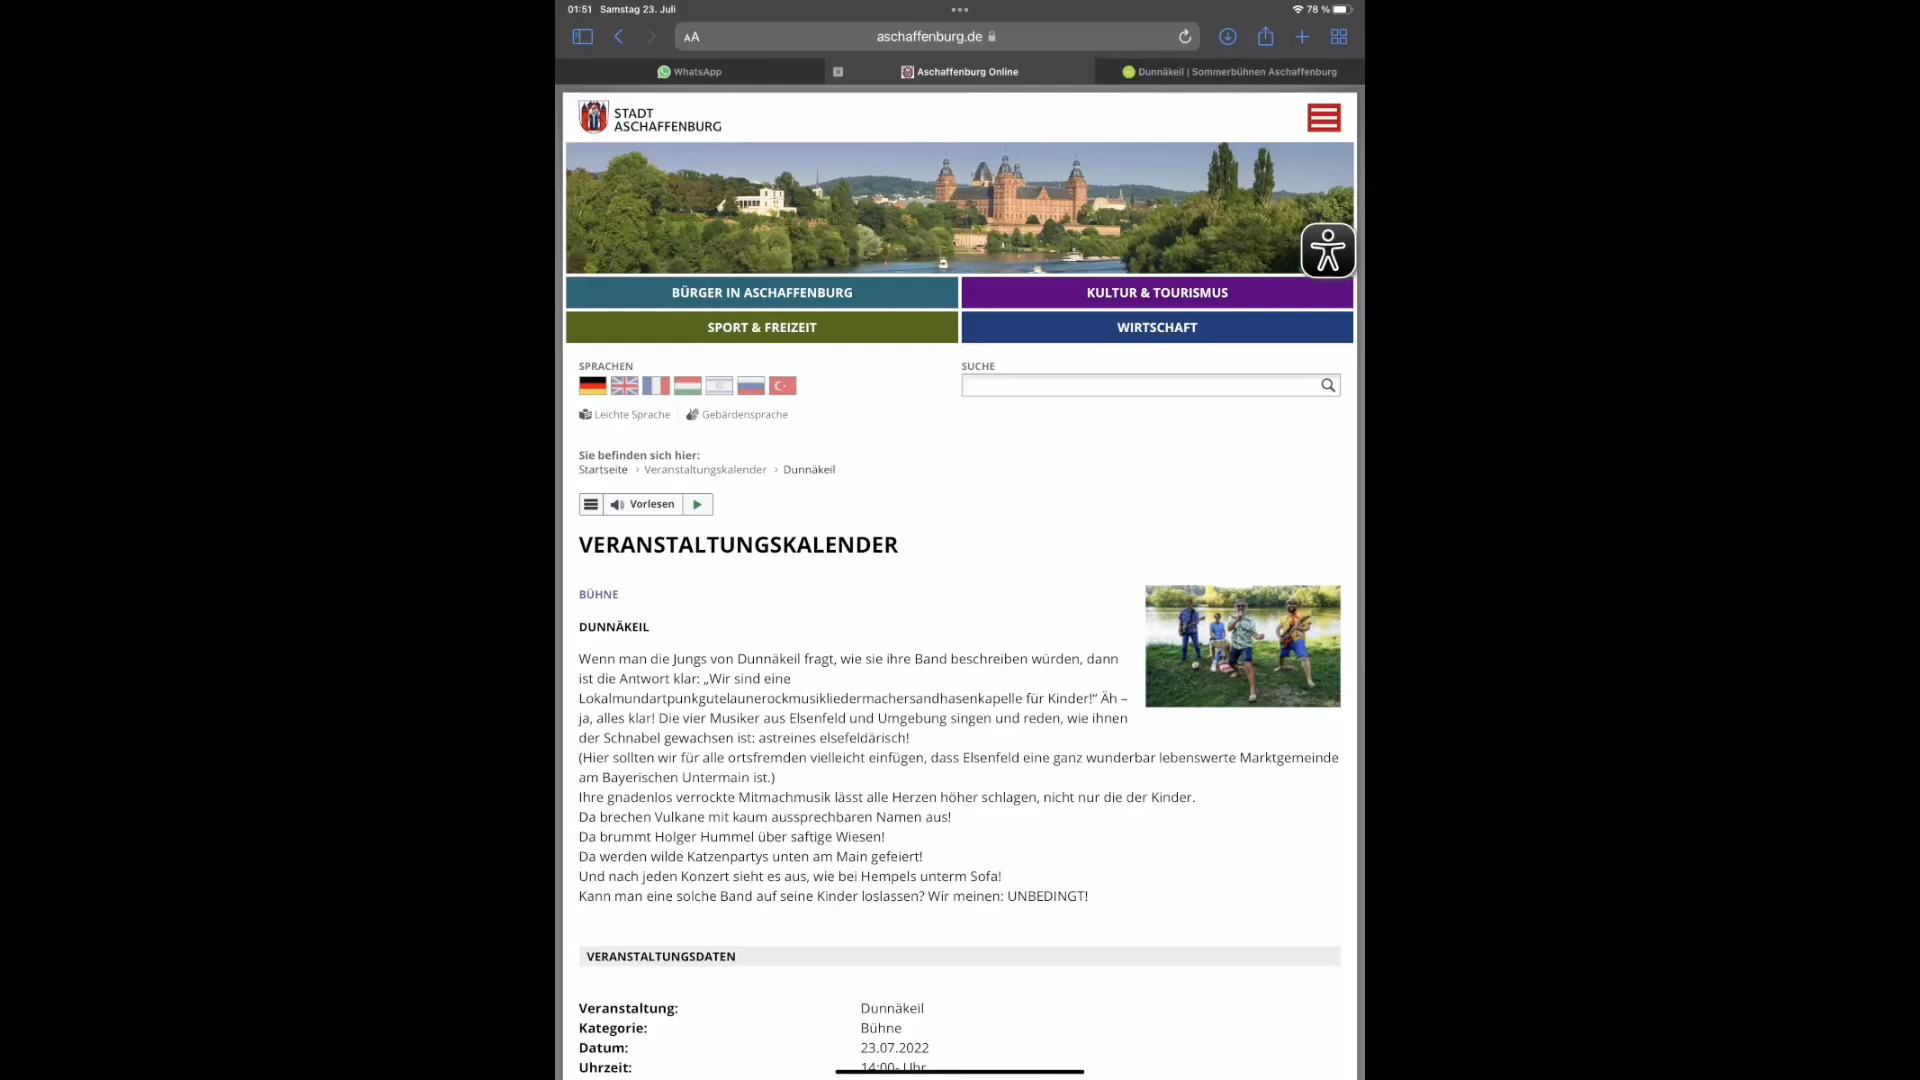 01:51 Samstag 23. Juli
78 %
AA aschaffenburg.de
WhatsApp
Aschaffenburg Online
Dunnäkeil | Sommerbühnen Aschaffenburg
STADT
ASCHAFFENBURG
BÜRGER IN ASCHAFFENBURG
KULTUR & TOURISMUS
SPORT & FREIZEIT
WIRTSCHAFT
SPRACHEN
SUCHE
Leichte Sprache
Gebärdensprache
Sie befinden sich hier:
Startseite > Veranstaltungskalender > Dunnäkeil
Vorlesen
VERANSTALTUNGSKALENDER
BÜHNE
DUNNÄKEIL
Wenn man die Jungs von Dunnäkeil fragt, wie sie ihre Band beschreiben würden, dann
ist die Antwort klar: „Wir sind eine
Lokalmundartpunkgutelaunerockmusikliedermachersandhasenkapelle für Kinder!“ Äh –
ja, alles klar! Die vier Musiker aus Elsenfeld und Umgebung singen und reden, wie ihnen
der Schnabel gewachsen ist: astreines elsefeldärisch!
(Hier sollten wir für alle ortsfremden vielleicht einfügen, dass Elsenfeld eine ganz wunderbar lebenswerte Marktgemeinde
am Bayerischen Untermain ist.)
Ihre gnadenlos verrockte Mitmachmusik lässt alle Herzen höher schlagen, nicht nur die der Kinder.
Da brechen Vulkane mit kaum aussprechbaren Namen aus!
Da brummt Holger Hummel über saftige Wiesen!
Da werden wilde Katzenpartys unten am Main gefeiert!
Und nach jeden Konzert sieht es aus, wie bei Hempels unterm Sofa!
Kann man eine solche Band auf seine Kinder loslassen? Wir meinen: UNBEDINGT!
VERANSTALTUNGSDATEN
Veranstaltung: Dunnäkeil
Kategorie: Bühne
Datum: 23.07.2022
Uhrzeit: 14:00- Uhr